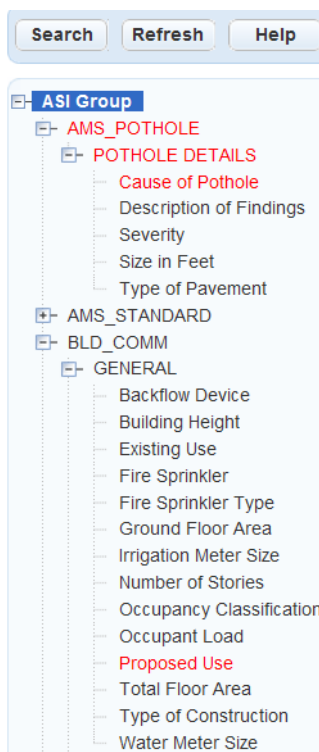 Search Refresh Help
ASI Group
AMS_POTHOLE
POTHOLE DETAILS
Cause of Pothole
Description of Findings
Severity
Size in Feet
Type of Pavement
AMS_STANDARD
BLD_COMM
GENERAL
Backflow Device
Building Height
Existing Use
Fire Sprinkler
Fire Sprinkler Type
Ground Floor Area
Irrigation Meter Size
Number of Stories
Occupancy Classification
Occupant Load
Proposed Use
Total Floor Area
Type of Construction
Water Meter Size